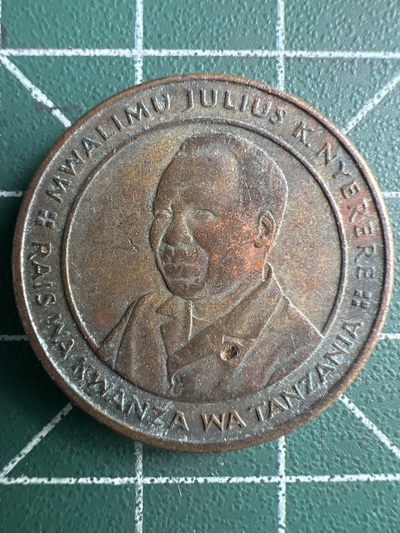 MWALIMU JULIUS K. NYERERE
RAIS WA KWANZA WA TANZANIA